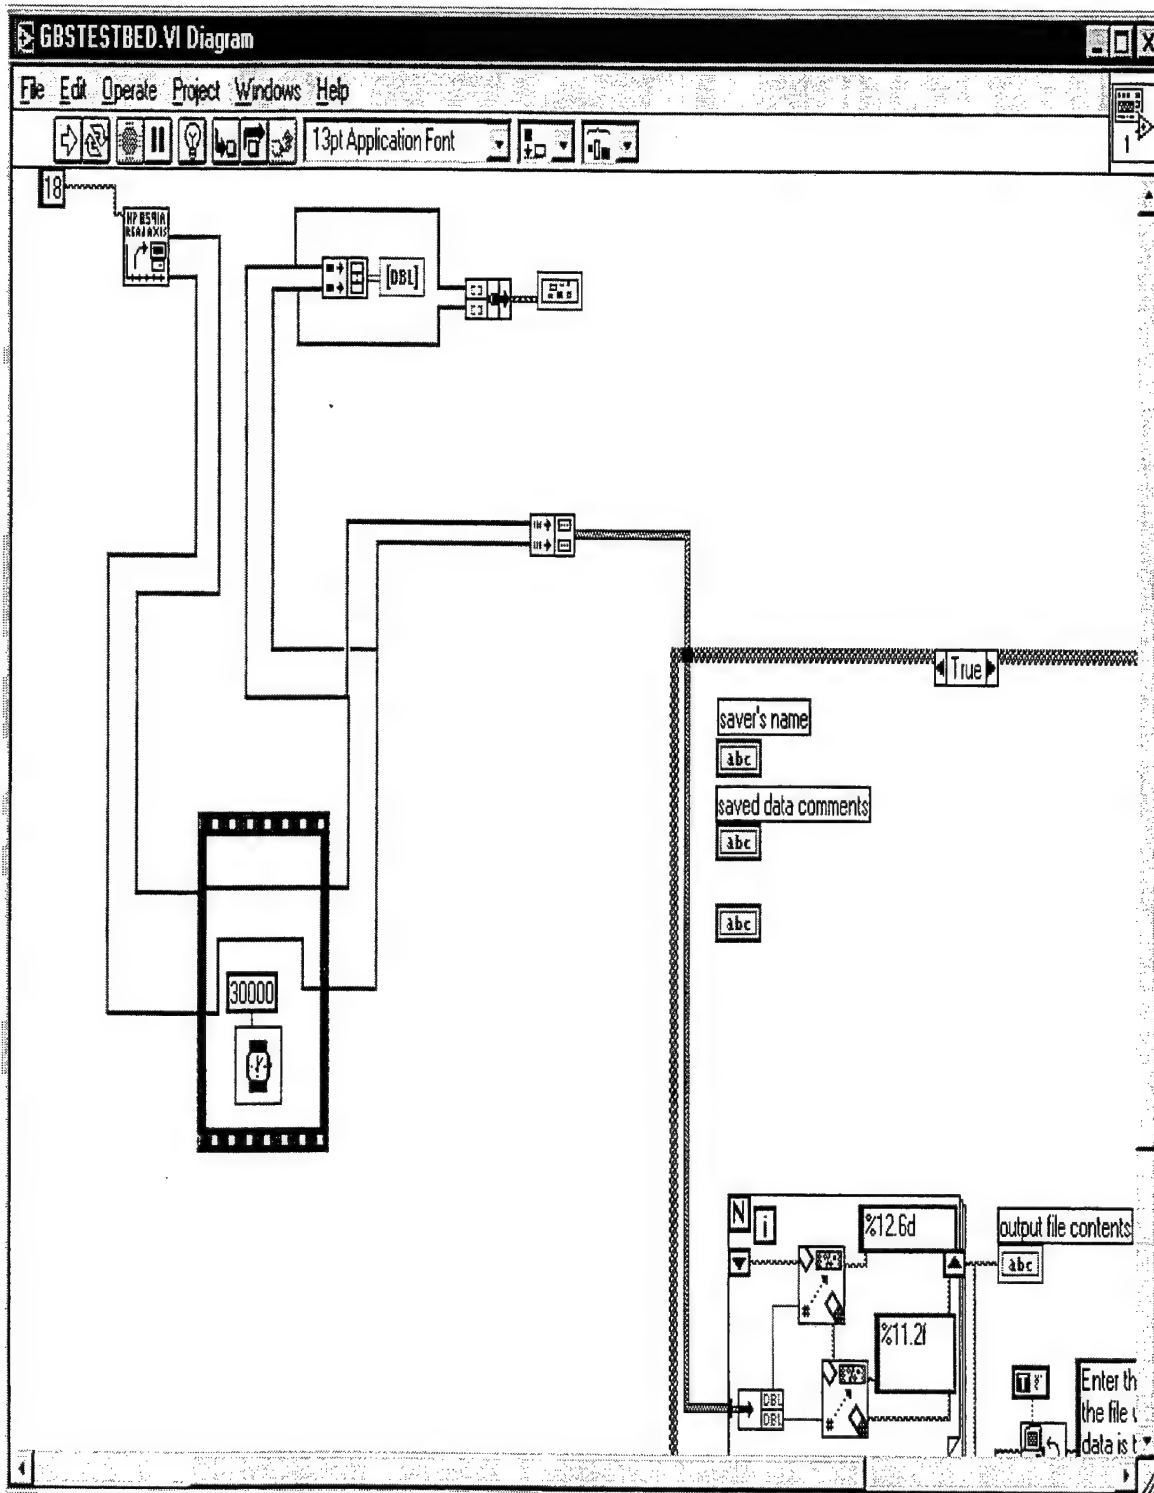 GBSTESTBED.VI Diagram
File Edit Operate Project Windows Help
13pt Application Font
1
18
HP 8591A
READ AXIS
[DBL]
True
saver's name
abc
saved data comments
abc
abc
30000
N
i
%12.6d
output file contents
abc
#
%11.2f
DBL
DBL
#
T
Enter th
the file
data is t